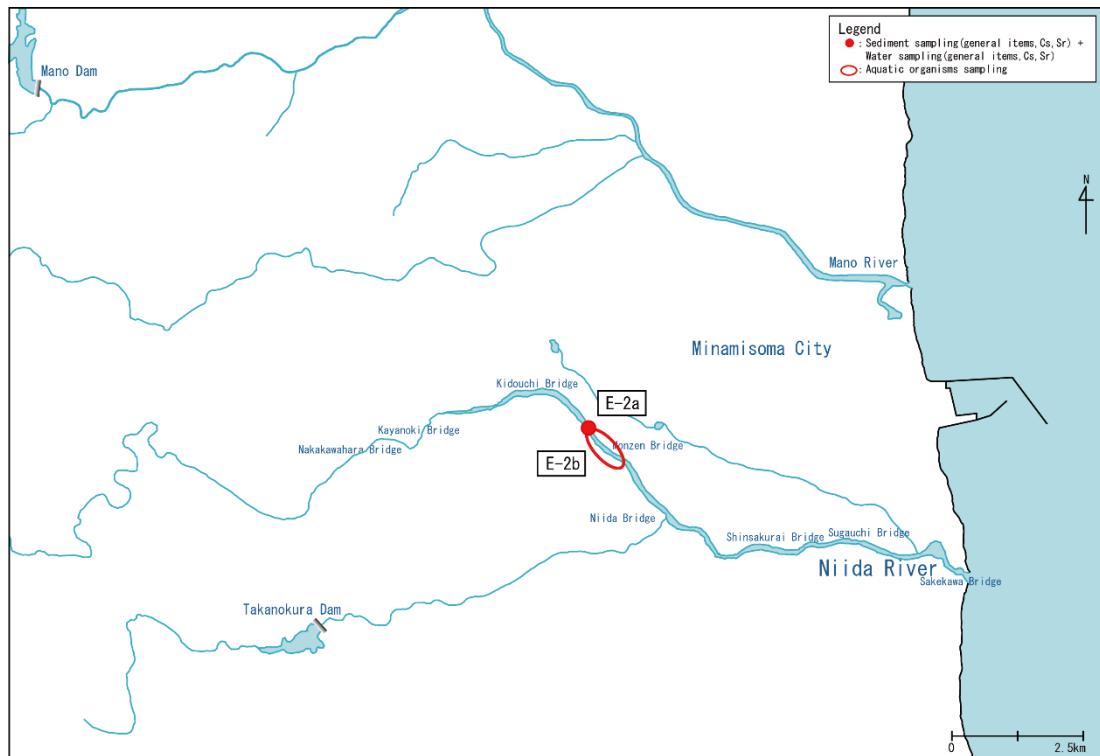 Legend
: Sediment sampling(general items,Cs,Sr) +
Water sampling(general items,Cs,Sr)
: Aquatic organisms sampling
Mano Dam
N
Mano River
Minamisoma City
Kidouchi Bridge
E-2a
Kayanoki Bridge
Nakakawahara Bridge
Monzen Bridge
E-2b
Niida Bridge
Shinsakurai Bridge
Sugauchi Bridge
Niida River
Sakekawa Bridge
Takanokura Dam
0
2.5km